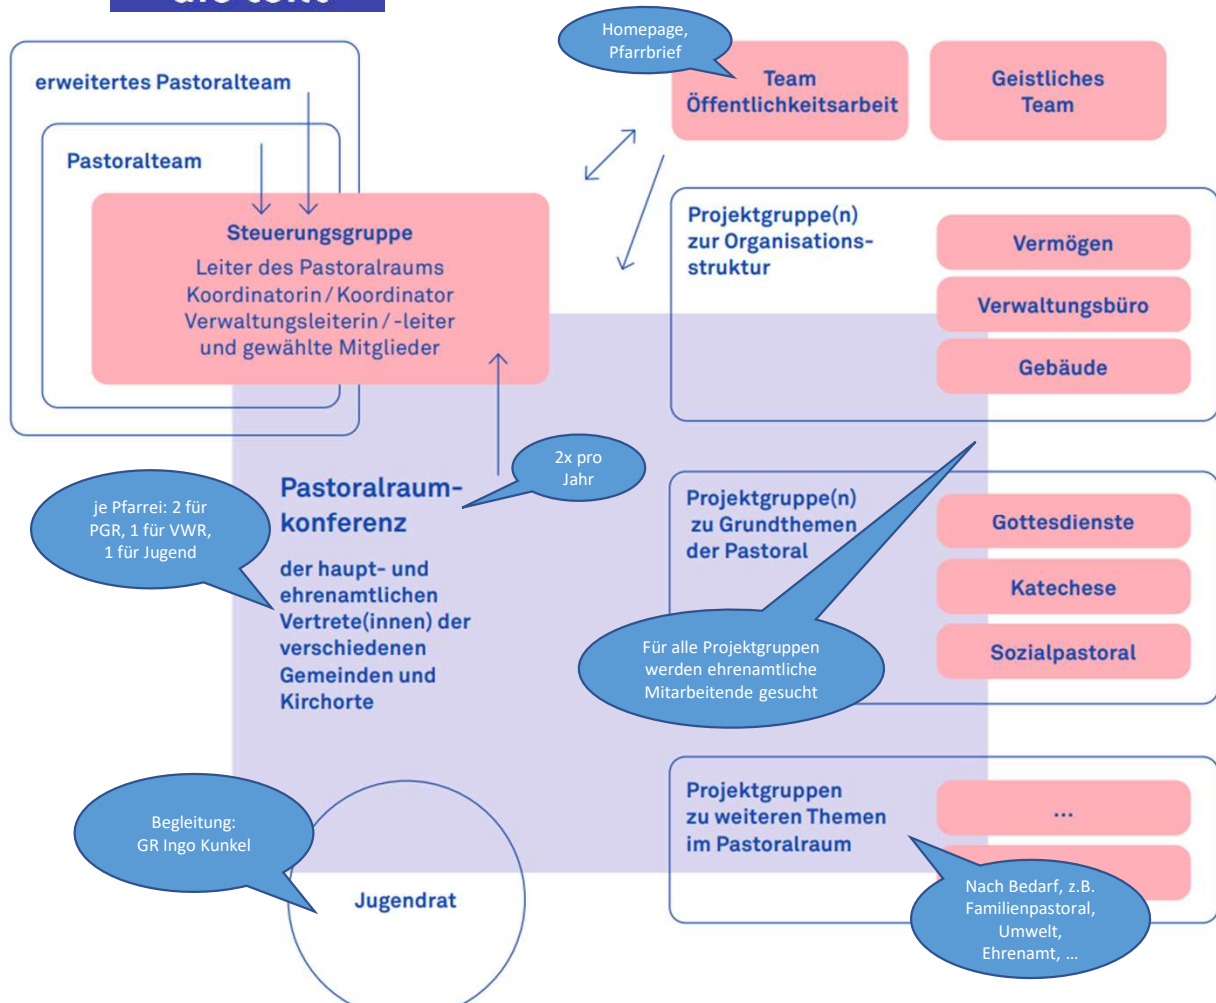 Homepage,
Pfarrbrief
erweitertes Pastoralteam
Pastoralteam
Steuerungsgruppe
Leiter des Pastoralraums
Koordinatorin/Koordinator
Verwaltungsleiterin/-leiter
und gewählte Mitglieder
Team
Öffentlichkeitsarbeit
Geistliches
Team
Projektgruppe(n)
zur Organisations-
struktur
Vermögen
Verwaltungsbüro
Gebäude
2x pro
Jahr
je Pfarrei: 2 für
PGR, 1 für VWR,
1 für Jugend
Pastoralraum-
konferenz
der haupt- und
ehrenamtlichen
Vertrete(innen) der
verschiedenen
Gemeinden und
Kirchorte
Projektgruppe(n)
zu Grundthemen
der Pastoral
Gottesdienste
Katechese
Sozialpastoral
Für alle Projektgruppen
werden ehrenamtliche
Mitarbeitende gesucht
Begleitung:
GR Ingo Kunkel
Jugendrat
Projektgruppen
zu weiteren Themen
im Pastoralraum
...
Nach Bedarf, z.B.
Familienpastoral,
Umwelt,
Ehrenamt, …